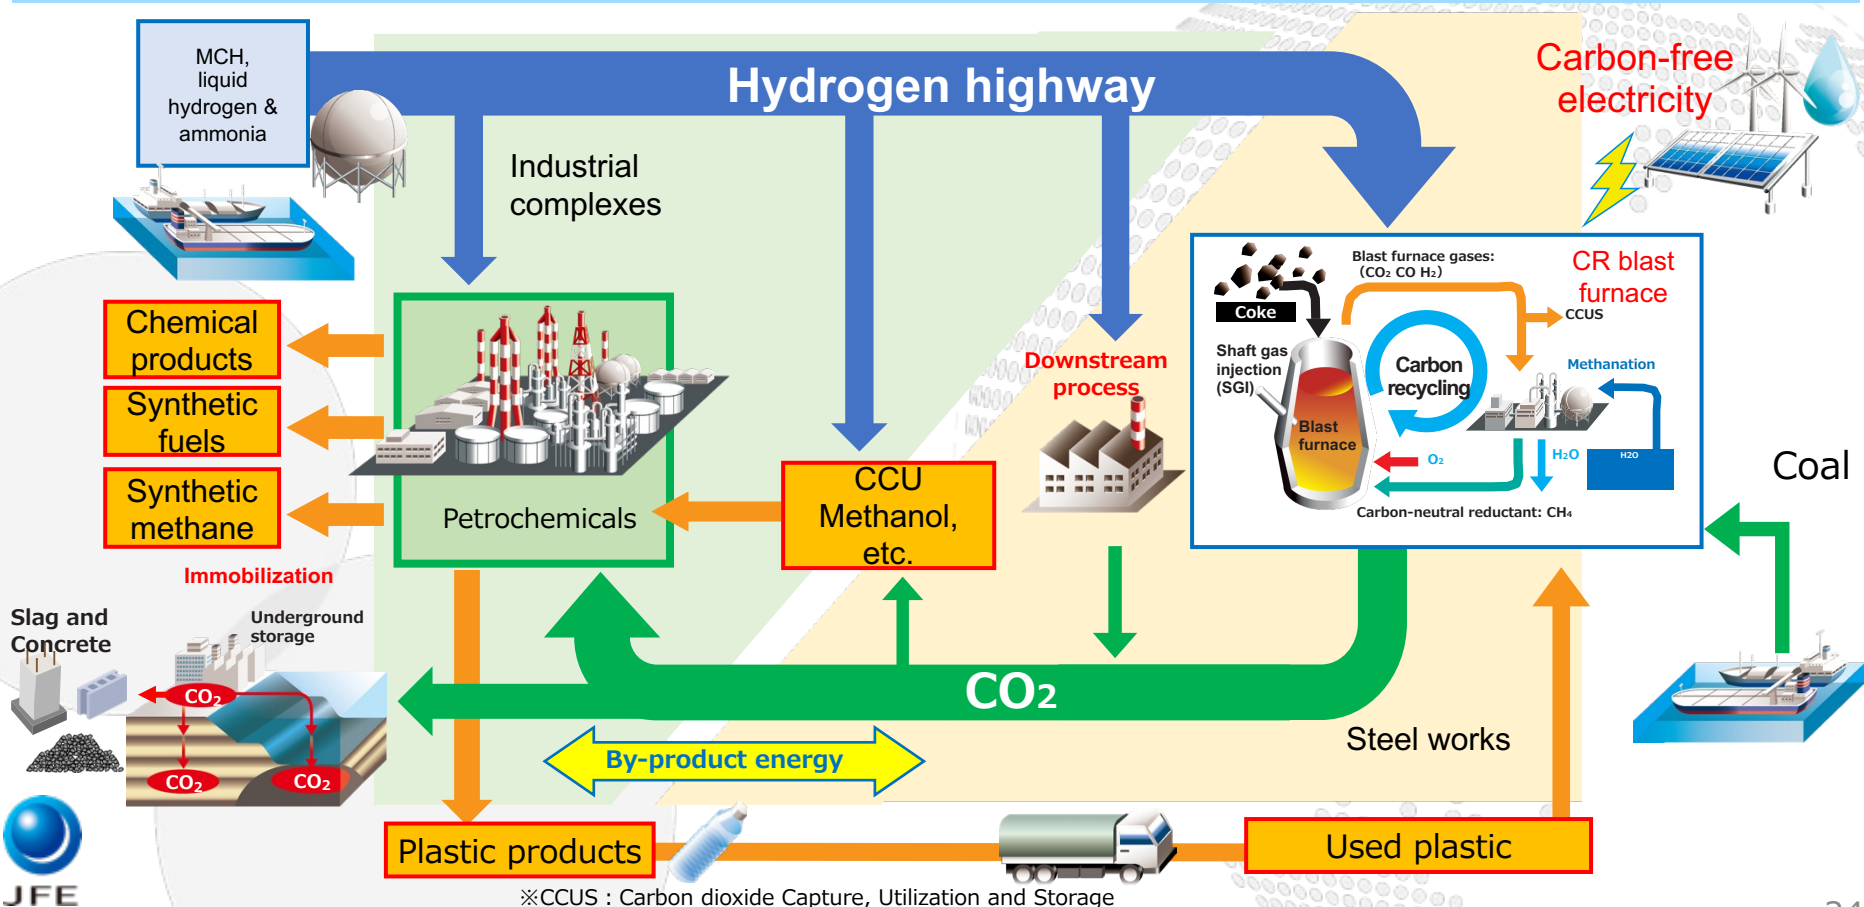 MCH,
liquid
hydrogen &
ammonia
Hydrogen highway
Carbon-free
electricity
Industrial
complexes
Chemical
products
Synthetic
fuels
Synthetic
methane
Petrochemicals
CCU
Methanol,
etc.
Downstream
process
CR blast
furnace
Blast furnace gases:
(CO₂ CO H₂)
CCUS
Coke
Shaft gas
injection
(SGI)
Carbon
recycling
Methanation
Blast
furnace
O₂
H₂O
H2O
Carbon-neutral reductant: CH₄
Coal
Immobilization
Slag and
Concrete
Underground
storage
CO₂
CO₂
CO₂
CO₂
By-product energy
Steel works
Plastic products
Used plastic
JFE
※CCUS : Carbon dioxide Capture, Utilization and Storage